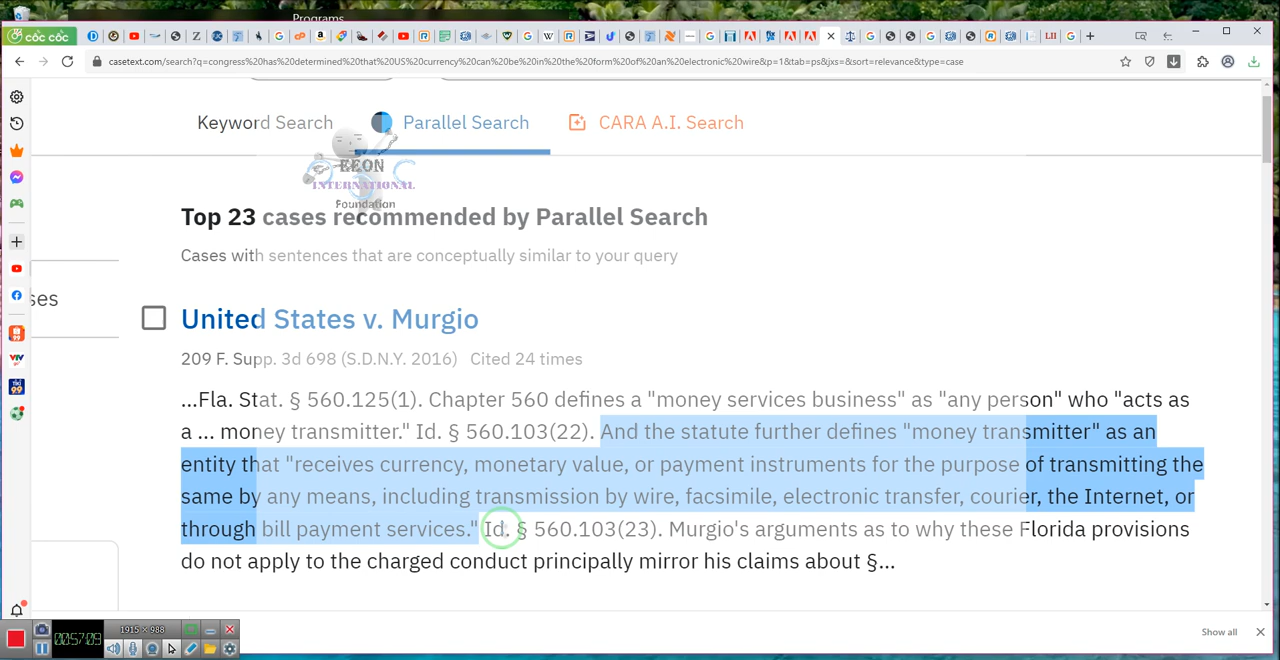 Programs
cốc cốc
casetext.com/search?q=congress%20has%20determined%20that%20US%20currency%20can%20be%20in%20the%20form%20of%20an%20electronic%20wire&p=1&tab=ps&jxs=&sort=relevance&type=case
Keyword Search
Parallel Search
CARA A.I. Search
EEON
INTERNATIONAL
Foundation
Top 23 cases recommended by Parallel Search
Cases with sentences that are conceptually similar to your query
ses
United States v. Murgio
209 F. Supp. 3d 698 (S.D.N.Y. 2016) Cited 24 times
...Fla. Stat. § 560.125(1). Chapter 560 defines a "money services business" as "any person" who "acts as
a ... money transmitter." Id. § 560.103(22). And the statute further defines "money transmitter" as an
entity that "receives currency, monetary value, or payment instruments for the purpose of transmitting the
same by any means, including transmission by wire, facsimile, electronic transfer, courier, the Internet, or
through bill payment services." Id. § 560.103(23). Murgio's arguments as to why these Florida provisions
do not apply to the charged conduct principally mirror his claims about §...
00:57:09
1915 × 988
Show all